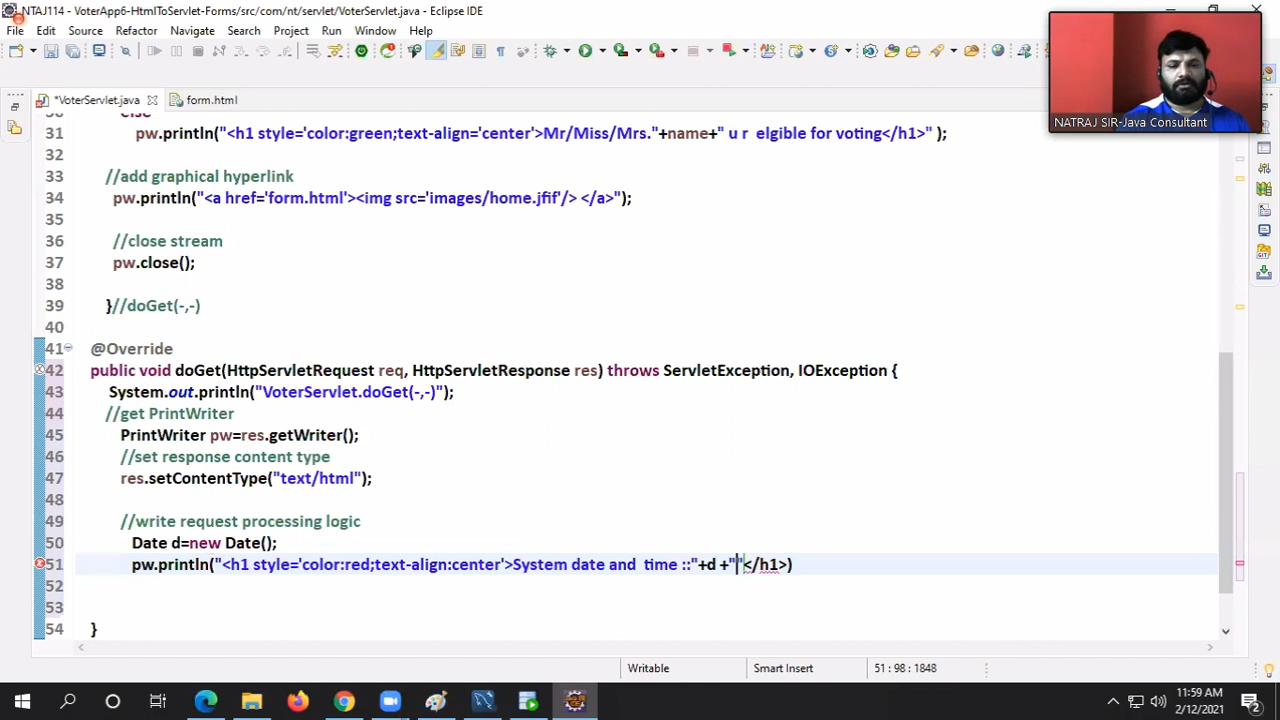 NTAJ114 - VoterApp6-HtmlToServlet-Forms/src/com/nt/servlet/VoterServlet.java - Eclipse IDE
File Edit Source Refactor Navigate Search Project Run Window Help
*VoterServlet.java form.html
NATRAJ SIR-Java Consultant
31 pw.println("<h1 style='color:green;text-align='center'>Mr/Miss/Mrs."+name+" u r elgible for voting</h1>" );
32
33 //add graphical hyperlink
34 pw.println("<a href='form.html'><img src='images/home.jfif'/> </a>");
35
36 //close stream
37 pw.close();
38
39 }//doGet(-,-)
40
41 @Override
42 public void doGet(HttpServletRequest req, HttpServletResponse res) throws ServletException, IOException {
43 System.out.println("VoterServlet.doGet(-,-)");
44 //get PrintWriter
45 PrintWriter pw=res.getWriter();
46 //set response content type
47 res.setContentType("text/html");
48
49 //write request processing logic
50 Date d=new Date();
51 pw.println("<h1 style='color:red;text-align:center'>System date and time ::"+d +""</h1>)
52
53
54 }
Writable Smart Insert 51 : 98 : 1848
11:59 AM
2/12/2021
2